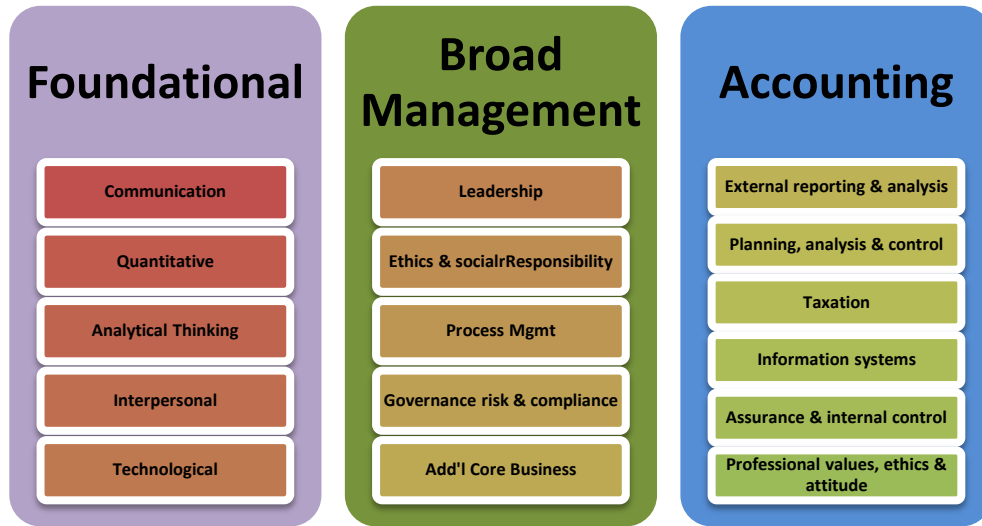 Foundational
Communication
Quantitative
Analytical Thinking
Interpersonal
Technological
Broad
Management
Leadership
Ethics & socialrResponsibility
Process Mgmt
Governance risk & compliance
Add'l Core Business
Accounting
External reporting & analysis
Planning, analysis & control
Taxation
Information systems
Assurance & internal control
Professional values, ethics &
attitude